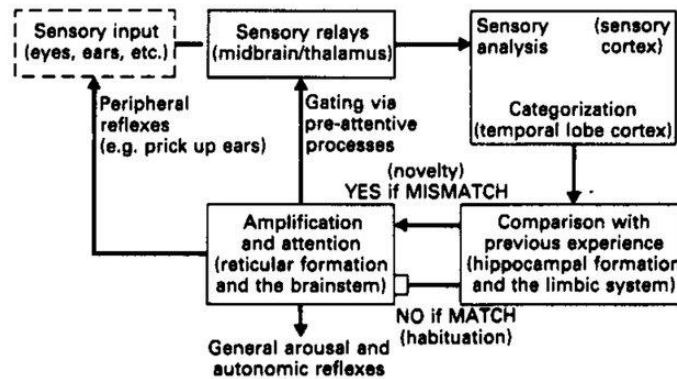 Sensory input
(eyes, ears, etc.)
Sensory relays
(midbrain/thalamus)
Sensory (sensory
analysis cortex)
Categorization
(temporal lobe cortex)
Peripheral
reflexes
(e.g. prick up ears)
Gating via
pre-attentive
processes
(novelty)
YES if MISMATCH
Amplification
and attention
(reticular formation
and the brainstem)
Comparison with
previous experience
(hippocampal formation
and the limbic system)
NO if MATCH
(habituation)
General arousal and
autonomic reflexes